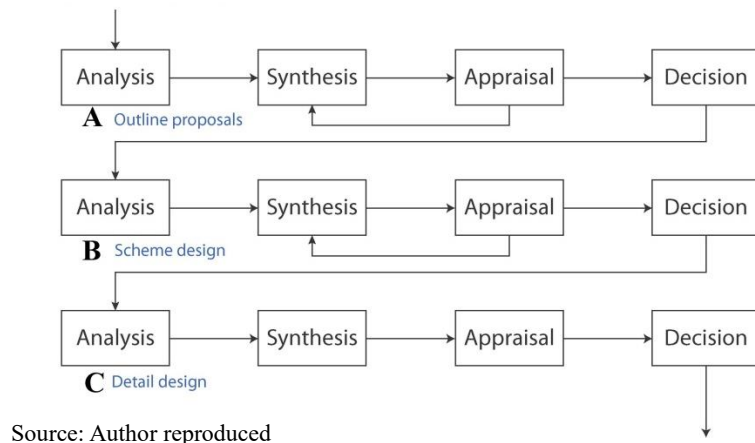 Analysis Synthesis Appraisal Decision
A Outline proposals
Analysis Synthesis Appraisal Decision
B Scheme design
Analysis Synthesis Appraisal Decision
C Detail design
Source: Author reproduced